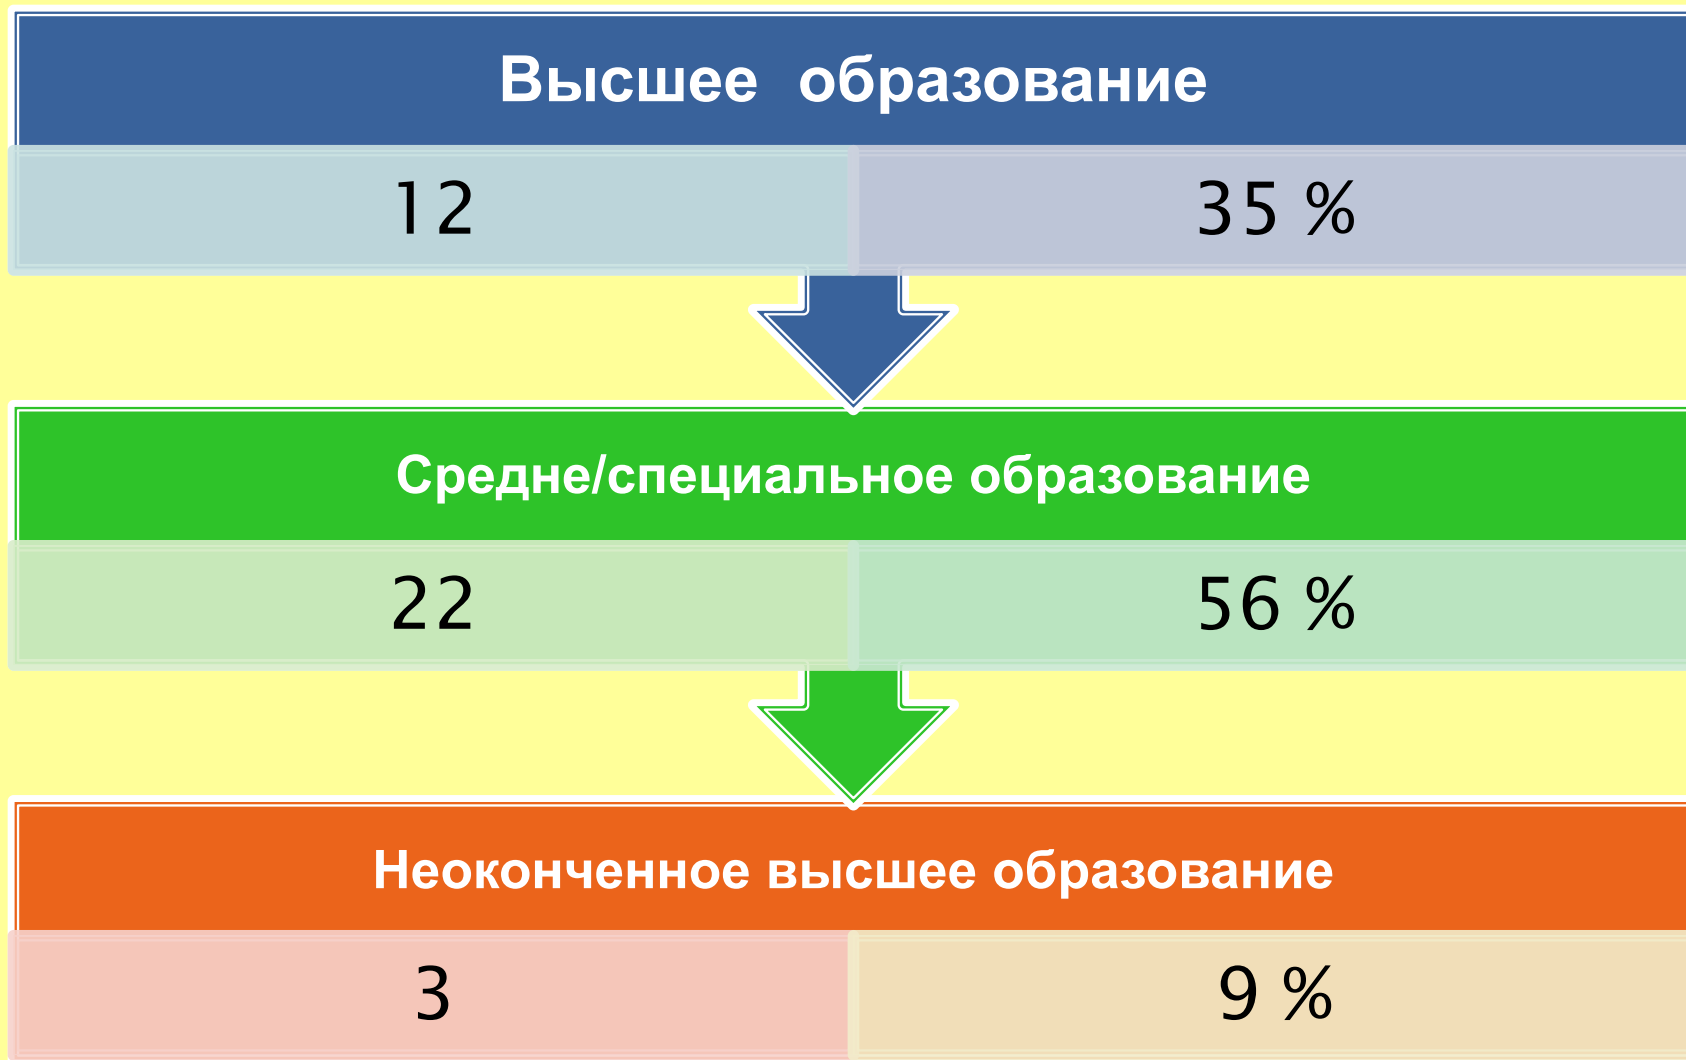 Высшее образование
12 35 %
Средне/специальное образование
22 56 %
Неоконченное высшее образование
3 9 %